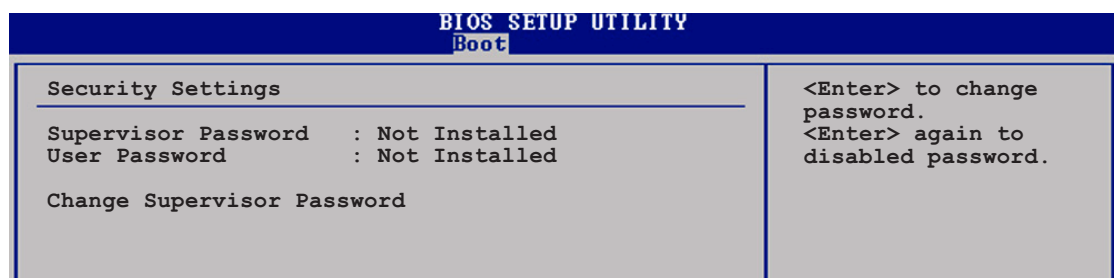 BIOS SETUP UTILITY
Boot
Security Settings
Supervisor Password : Not Installed
User Password : Not Installed
Change Supervisor Password
<Enter> to change
password.
<Enter> again to
disabled password.